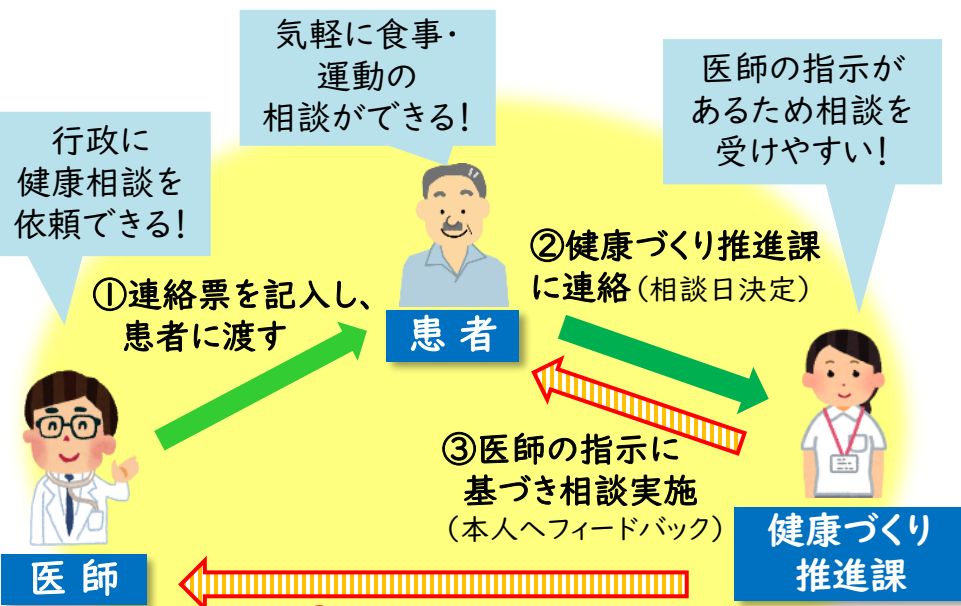 気軽に食事・
運動の
相談ができる!
医師の指示が
あるため相談を
受けやすい!
行政に
健康相談を
依頼できる!
①連絡票を記入し、
患者に渡す
②健康づくり推進課
に連絡(相談日決定)
患者
③医師の指示に
基づき相談実施
(本人へフィードバック)
健康づくり
推進課
医師